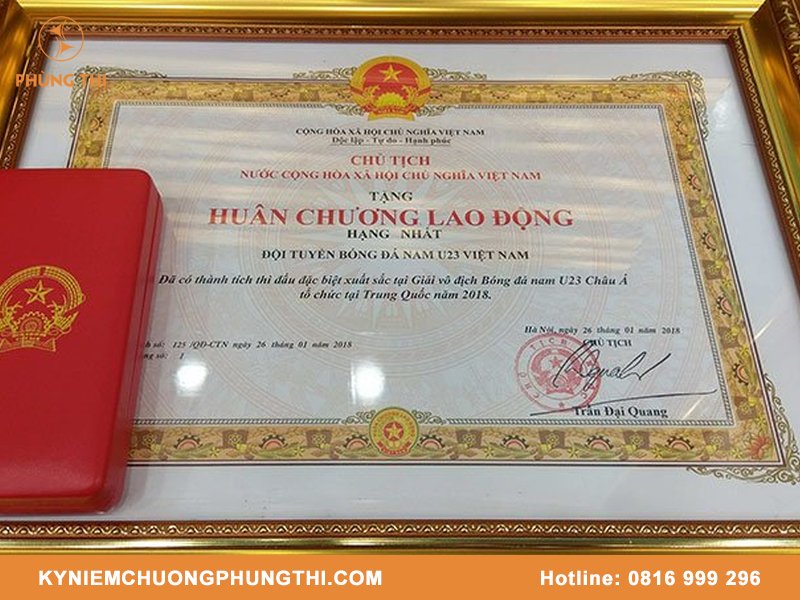 PHUNG THI
CỘNG HÒA XÃ HỘI CHỦ NGHĨA VIỆT NAM
Độc lập - Tự do - Hạnh phúc
CHỦ TỊCH
NƯỚC CỘNG HÒA XÃ HỘI CHỦ NGHĨA VIỆT NAM
TẶNG
HUÂN CHƯƠNG LAO ĐỘNG
HẠNG NHẤT
ĐỘI TUYỂN BÓNG ĐÁ NAM U23 VIỆT NAM
Đã có thành tích thi đấu đặc biệt xuất sắc tại Giải vô địch Bóng đá nam U23 Châu Á
tổ chức tại Trung Quốc năm 2018.
số: 125 /QĐ-CTN ngày 26 tháng 01 năm 2018
số: 1
Hà Nội, ngày 26 tháng 01 năm 2018
CHỦ TỊCH
Trần Đại Quang
KYNIEMCHUONGPHUNGTHI.COM
Hotline: 0816 999 296